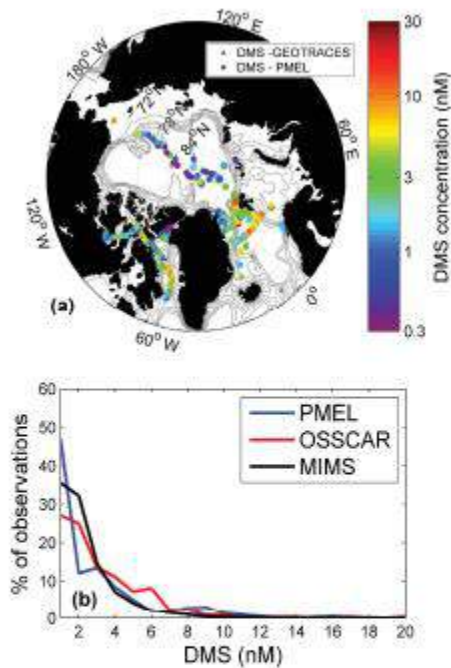 120° E
180° W
▲ DMS -GEOTRACES
● DMS - PMEL
72°N
78°N
84°N
60° E
120° W
60° W
0°
(a)
30
10
3
1
0.3
DMS concentration (nM)
60
50
40
30
20
10
0
% of observations
PMEL
OSSCAR
MIMS
(b)
2 4 6 8 10 12 14 16 18 20
DMS (nM)